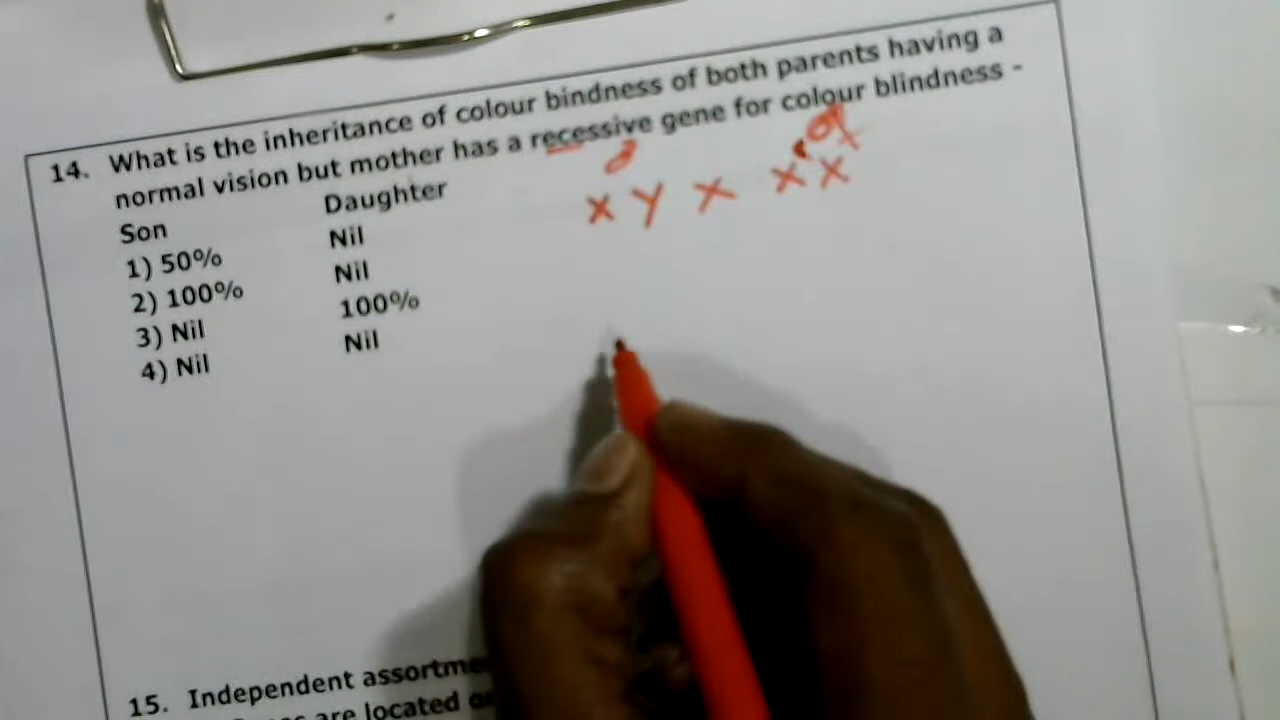 14. What is the inheritance of colour bindness of both parents having a
normal vision but mother has a recessive gene for colour blindness -
Son Daughter
1) 50% Nil
2) 100% Nil
3) Nil 100%
4) Nil Nil
♂
x y x x^c x
15. Independent
are located